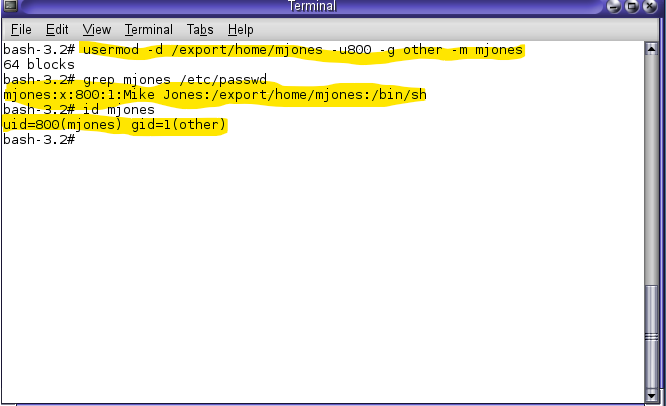 Terminal
File Edit View Terminal Tabs Help
bash-3.2# usermod -d /export/home/mjones -u800 -g other -m mjones
64 blocks
bash-3.2# grep mjones /etc/passwd
mjones:x:800:1:Mike Jones:/export/home/mjones:/bin/sh
bash-3.2# id mjones
uid=800(mjones) gid=1(other)
bash-3.2#